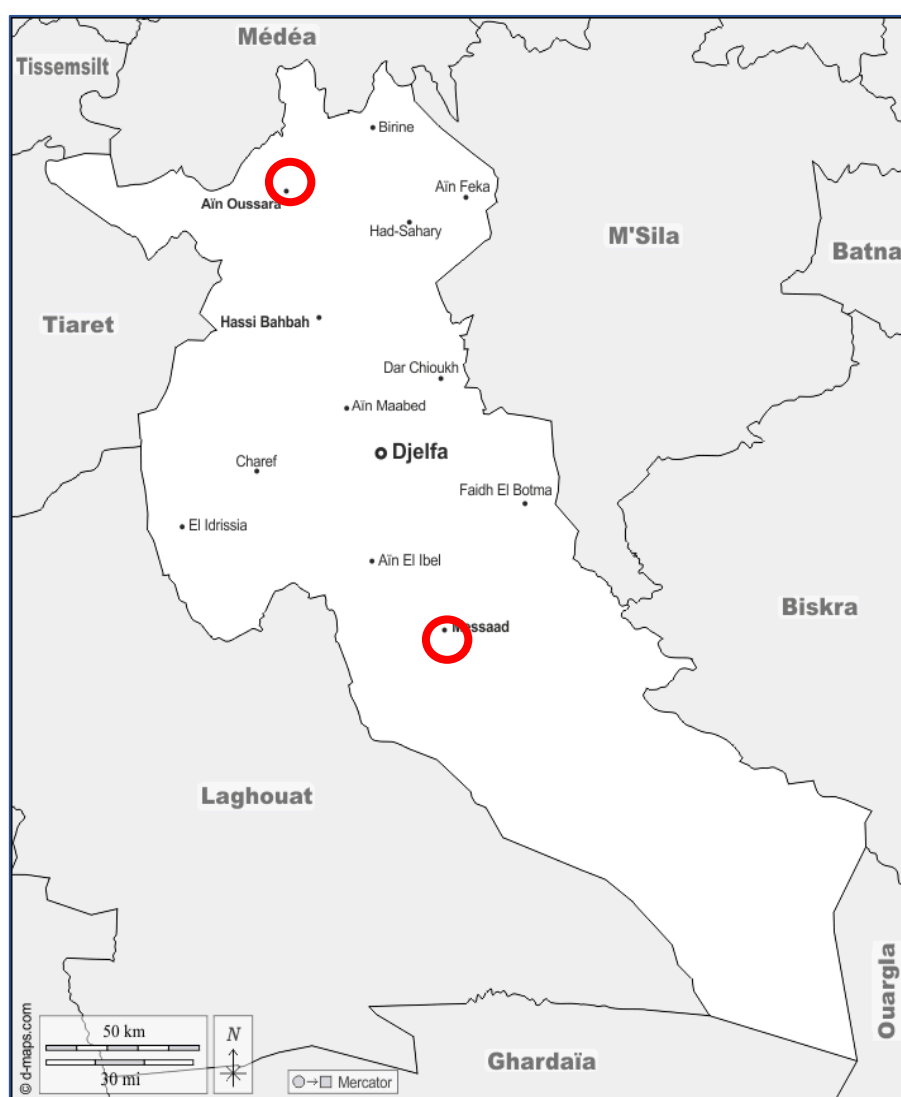 Médéa
Tissemsilt
Birine
Aïn Feka
Aïn Oussara
Had-Sahary
M'Sila
Batna
Tiaret
Hassi Bahbah
Dar Chioukh
Aïn Maabed
Djelfa
Charef
Faidh El Botma
El Idrissia
Aïn El Ibel
Biskra
Messaad
Laghouat
Ouargla
© d-maps.com
50 km
30 mi
N
Mercator
Ghardaïa